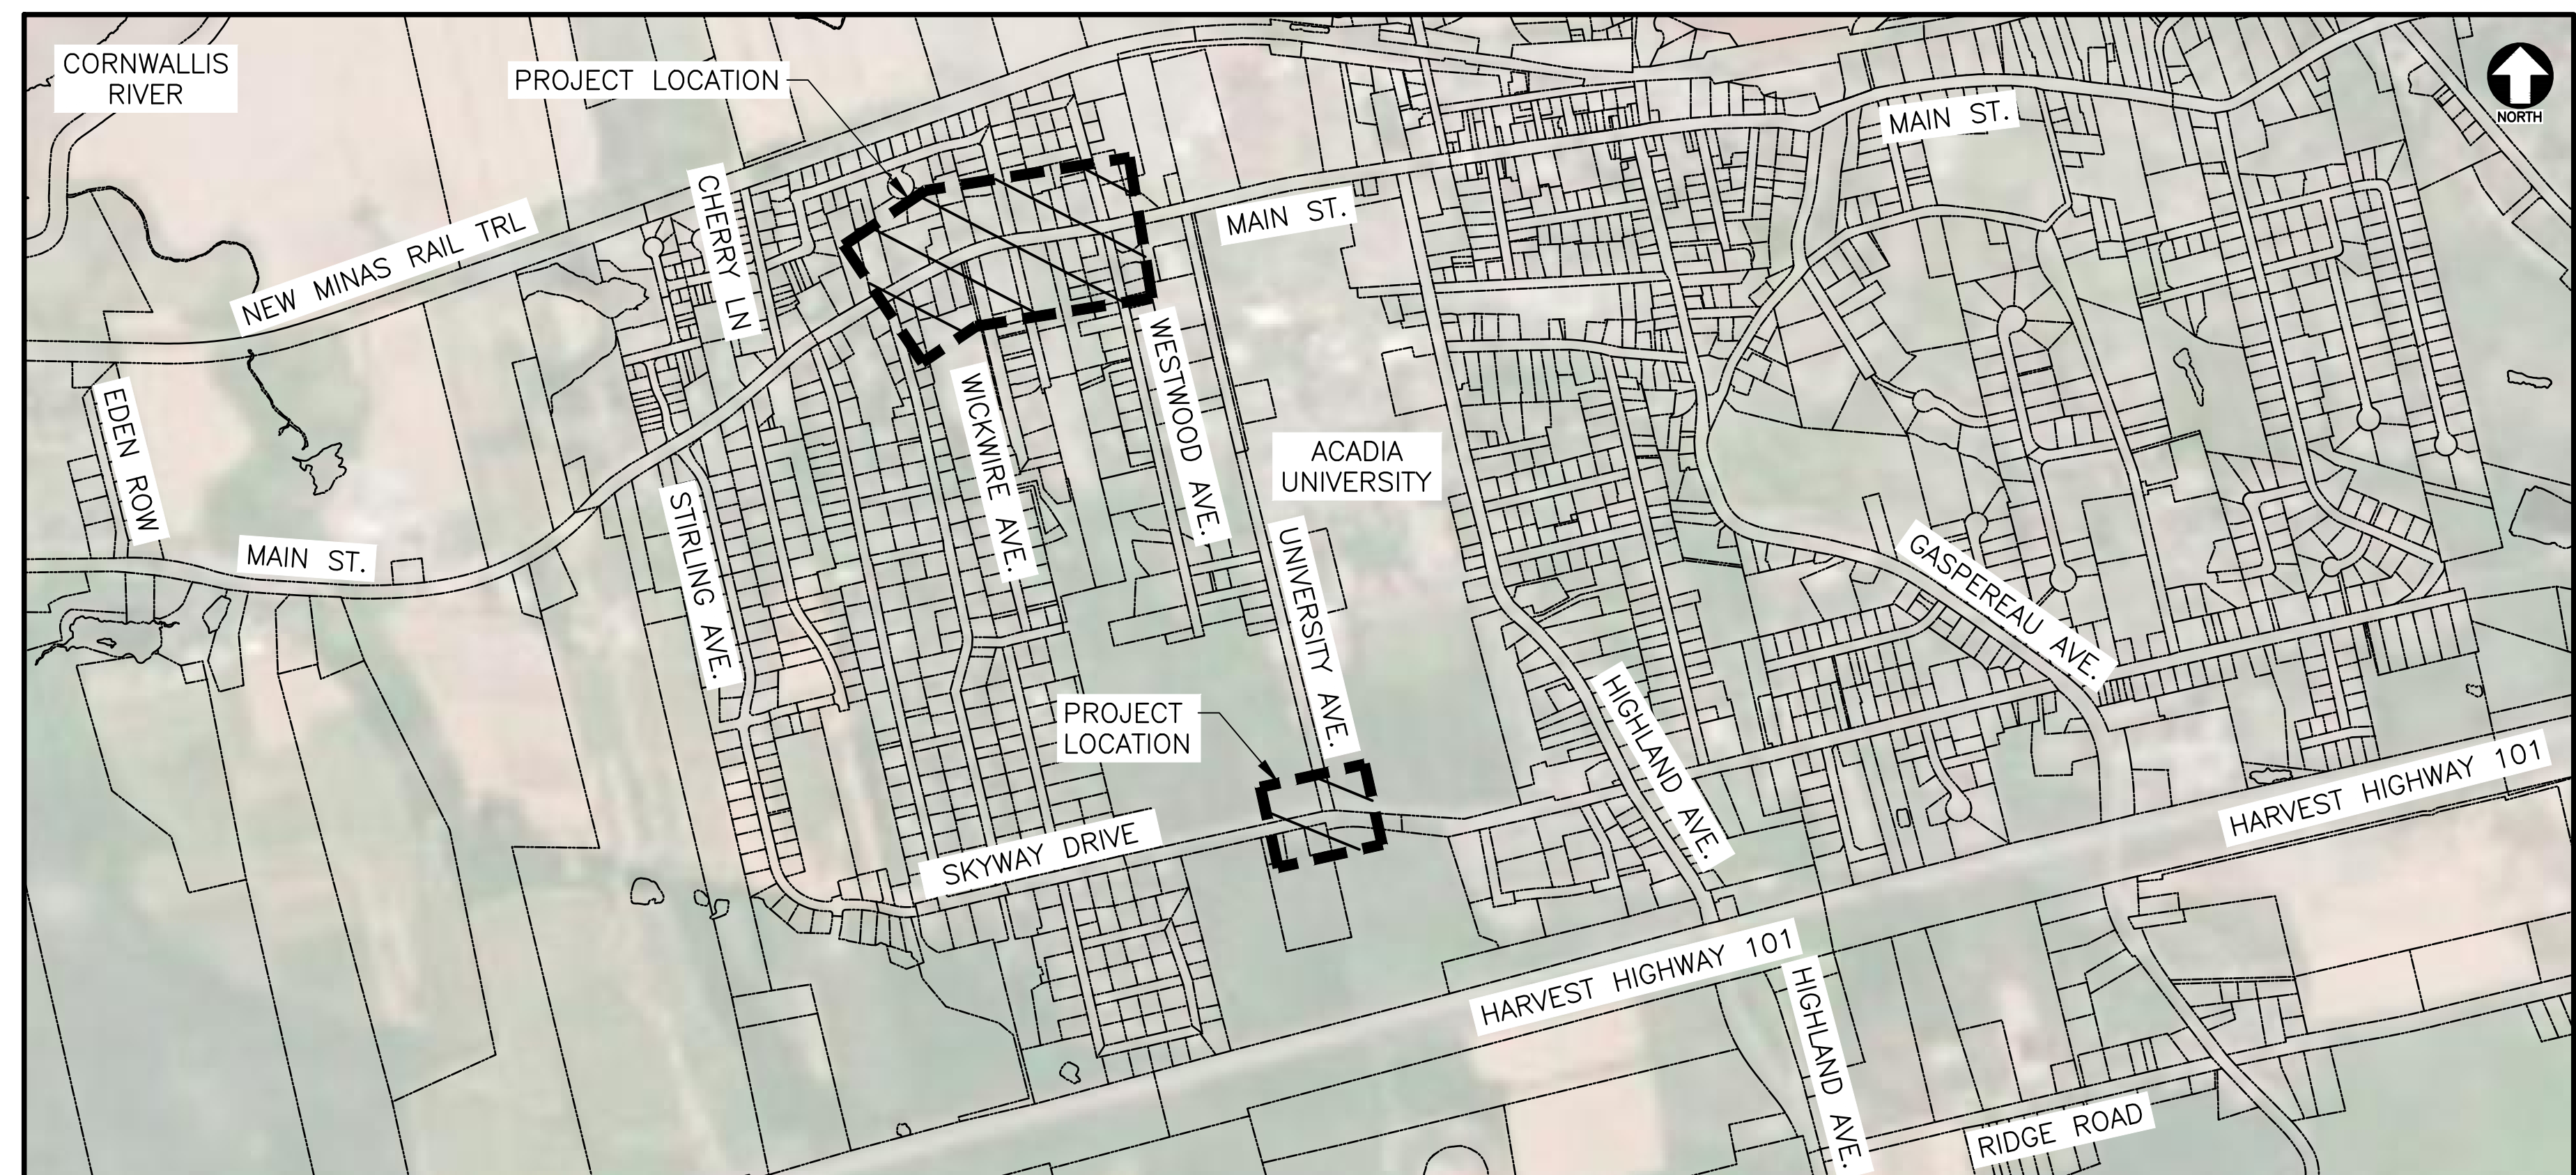 CORNWALLIS
RIVER
PROJECT LOCATION
NORTH
MAIN ST.
CHERRY LN
NEW MINAS RAIL TRL
MAIN ST.
EDEN ROW
WICKWIRE AVE.
WESTWOOD AVE.
ACADIA
UNIVERSITY
STIRLING AVE.
MAIN ST.
UNIVERSITY AVE.
GASPEREAU AVE.
PROJECT
LOCATION
HIGHLAND AVE.
HARVEST HIGHWAY 101
SKYWAY DRIVE
HARVEST HIGHWAY 101
HIGHLAND AVE.
RIDGE ROAD